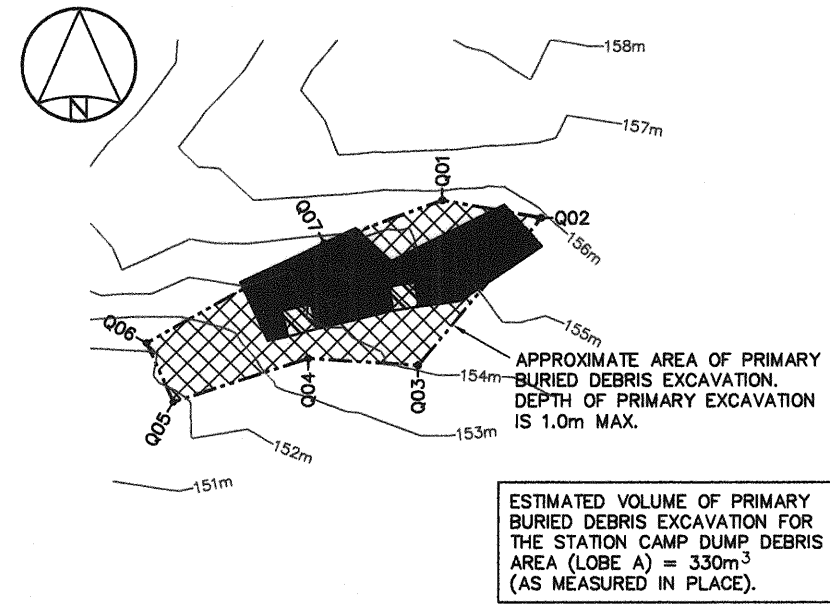 N
158m
157m
Q01
Q02
Q07
156m
155m
Q06
154m
Q04
Q03
Q05
153m
152m
151m
APPROXIMATE AREA OF PRIMARY
BURIED DEBRIS EXCAVATION.
DEPTH OF PRIMARY EXCAVATION
IS 1.0m MAX.
ESTIMATED VOLUME OF PRIMARY
BURIED DEBRIS EXCAVATION FOR
THE STATION CAMP DUMP DEBRIS
AREA (LOBE A) = 330m³
(AS MEASURED IN PLACE).